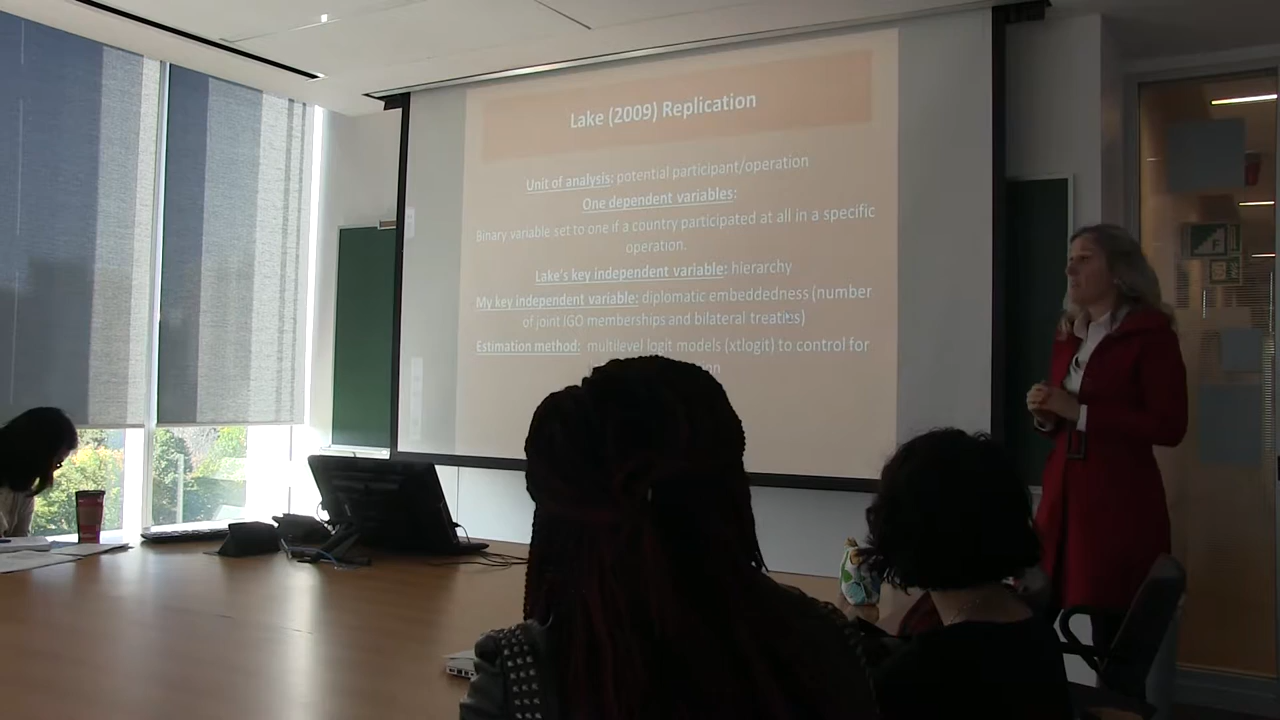 Lake (2009) Replication
Unit of analysis: potential participant/operation
One dependent variables:
Binary variable set to one if a country participated at all in a specific
operation.
Lake's key independent variable: hierarchy
My key independent variable: diplomatic embeddedness (number
of joint IGO memberships and bilateral treaties)
Estimation method: multilevel logit models (xtlogit) to control for